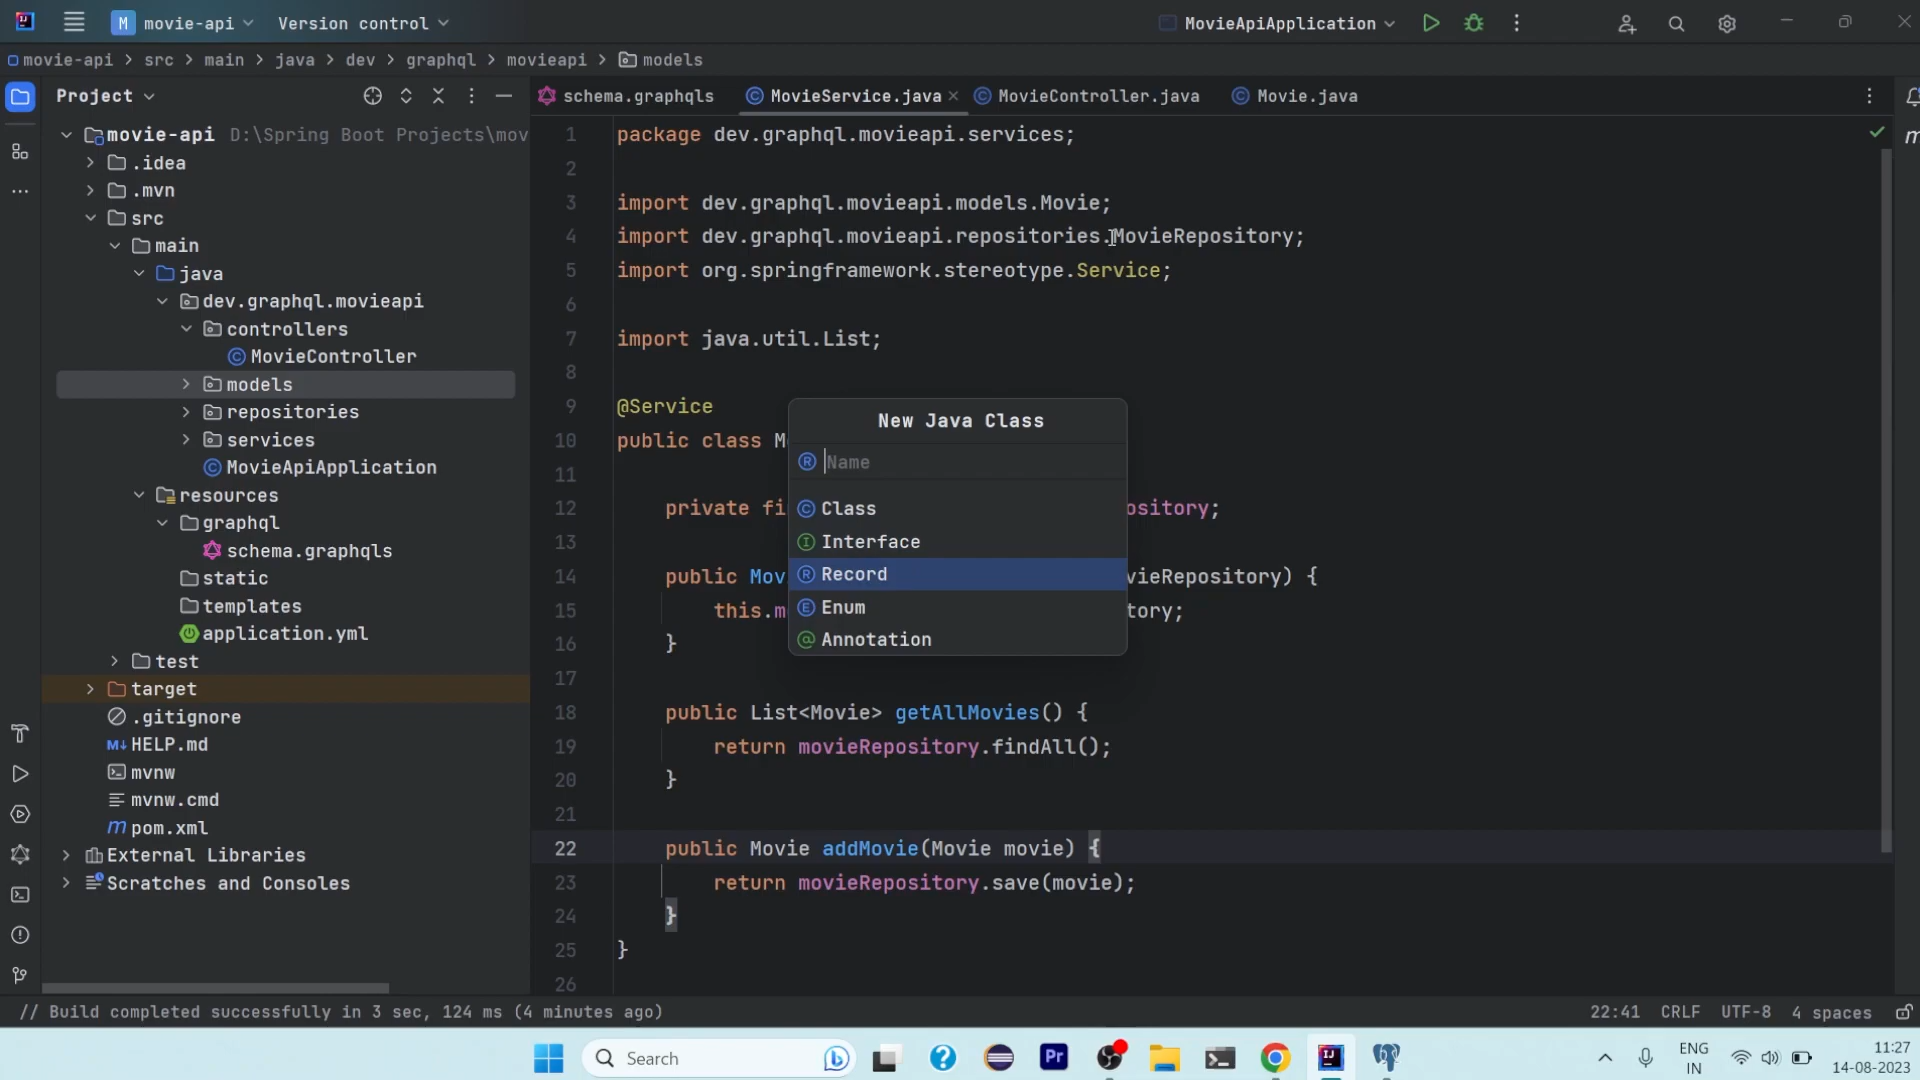 M movie-api Version control MovieApiApplication
movie-api > src > main > java > dev > graphql > movieapi > models
Project
schema.graphqls MovieService.java MovieController.java Movie.java
movie-api D:\Spring Boot Projects\mov
.idea
.mvn
src
main
java
dev.graphql.movieapi
controllers
MovieController
models
repositories
services
MovieApiApplication
resources
graphql
schema.graphqls
static
templates
application.yml
test
target
.gitignore
HELP.md
mvnw
mvnw.cmd
pom.xml
External Libraries
Scratches and Consoles
1 package dev.graphql.movieapi.services;
2
3 import dev.graphql.movieapi.models.Movie;
4 import dev.graphql.movieapi.repositories.MovieRepository;
5 import org.springframework.stereotype.Service;
6
7 import java.util.List;
8
9 @Service
10 public class M
11
12 private fi ository;
13
14 public Mov vieRepository) {
15 this.m tory;
16 }
17
18 public List<Movie> getAllMovies() {
19 return movieRepository.findAll();
20 }
21
22 public Movie addMovie(Movie movie) {
23 return movieRepository.save(movie);
24 }
25 }
26
New Java Class
Name
Class
Interface
Record
Enum
Annotation
// Build completed successfully in 3 sec, 124 ms (4 minutes ago)
22:41 CRLF UTF-8 4 spaces
Search
Pr
ENG
IN
11:27
14-08-2023